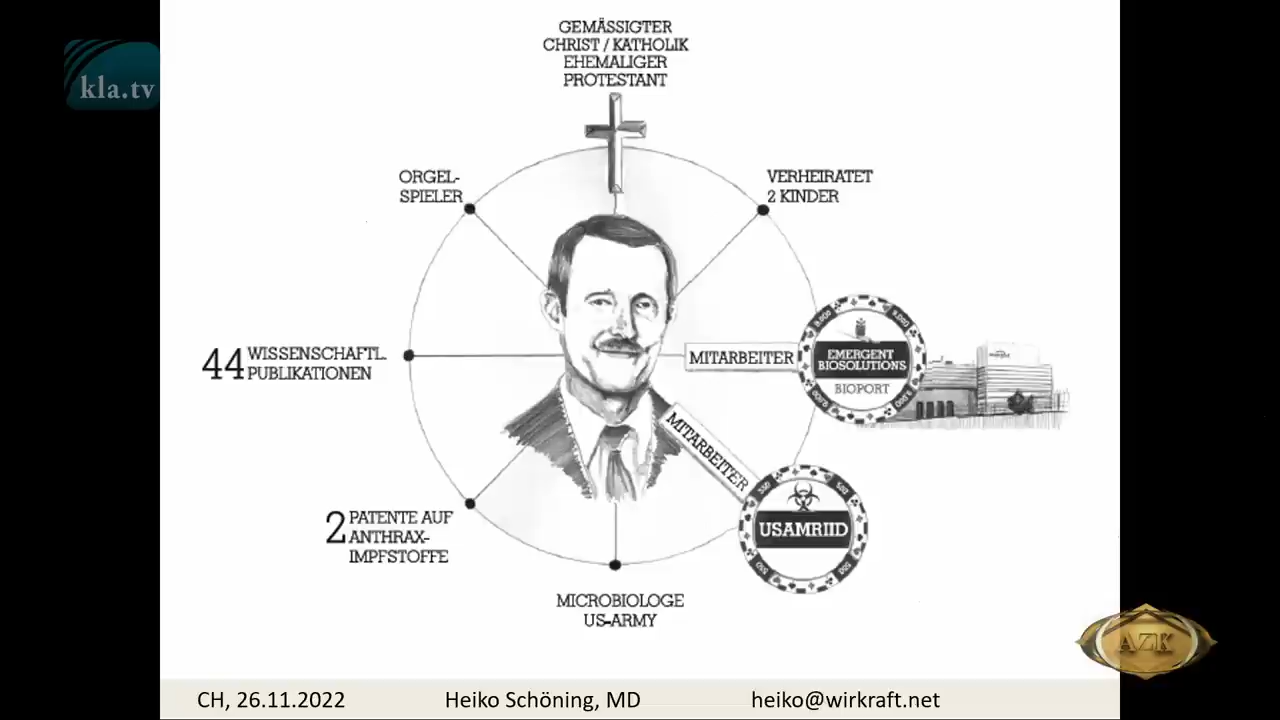 GEMÄSSIGTER
CHRIST / KATHOLIK
EHEMALIGER
PROTESTANT
kla.tv
ORGEL-
SPIELER
VERHEIRATET
2 KINDER
44 WISSENSCHAFTL.
PUBLIKATIONEN
MITARBEITER
EMERGENT
BIOSOLUTIONS
BIOPORT
MITARBEITER
USAMRIID
2 PATENTE AUF
ANTHRAX-
IMPFSTOFFE
MICROBIOLOGE
US-ARMY
AZK
CH, 26.11.2022 Heiko Schöning, MD heiko@wirkraft.net